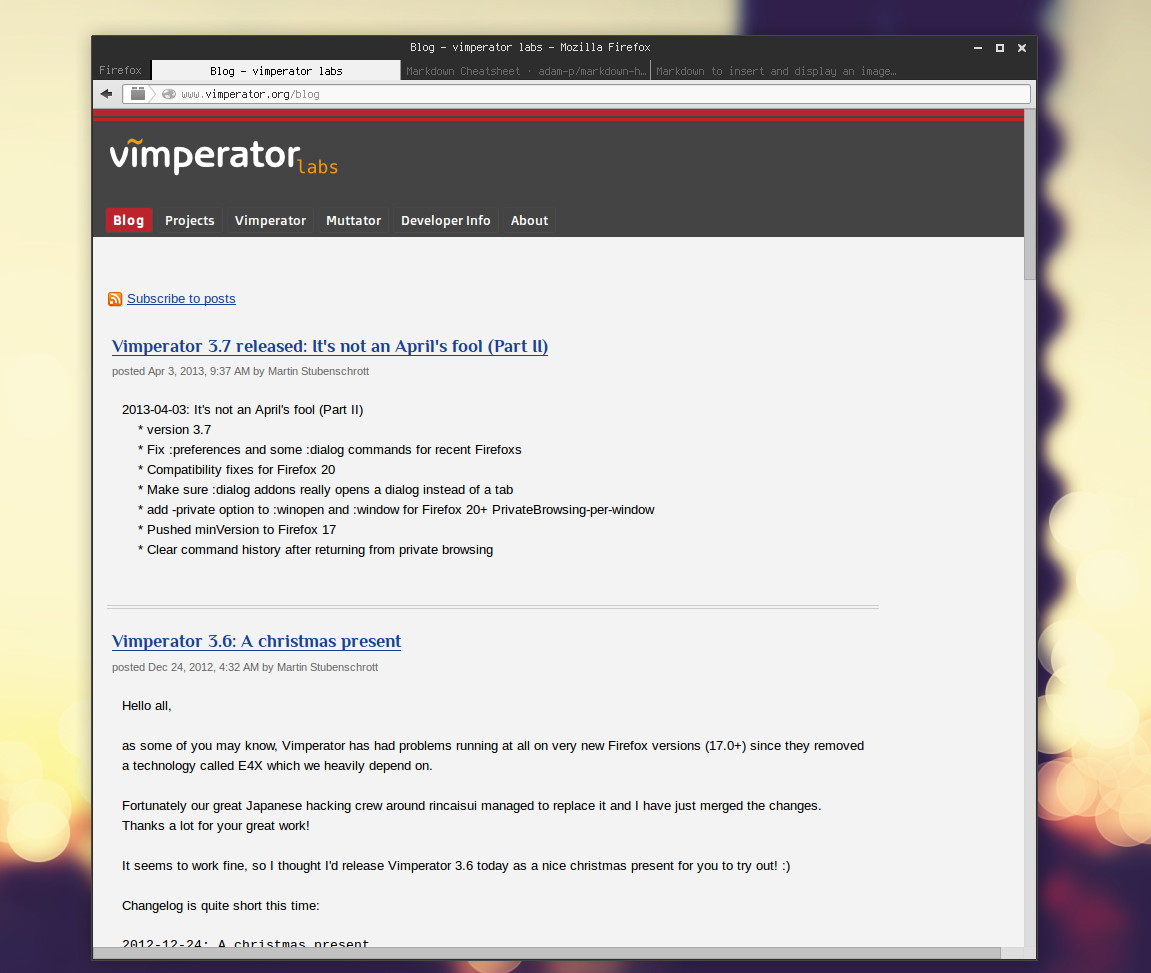 Blog - vimperator labs - Mozilla Firefox
Firefox
Blog - vimperator labs
Markdown Cheatsheet · adam-p/markdown-h…
Markdown to insert and display an image…
www.vimperator.org/blog
vimperator labs
Blog Projects Vimperator Muttator Developer Info About
Subscribe to posts
Vimperator 3.7 released: It's not an April's fool (Part II)
posted Apr 3, 2013, 9:37 AM by Martin Stubenschrott
2013-04-03: It's not an April's fool (Part II)
* version 3.7
* Fix :preferences and some :dialog commands for recent Firefoxs
* Compatibility fixes for Firefox 20
* Make sure :dialog addons really opens a dialog instead of a tab
* add -private option to :winopen and :window for Firefox 20+ PrivateBrowsing-per-window
* Pushed minVersion to Firefox 17
* Clear command history after returning from private browsing
Vimperator 3.6: A christmas present
posted Dec 24, 2012, 4:32 AM by Martin Stubenschrott
Hello all,
as some of you may know, Vimperator has had problems running at all on very new Firefox versions (17.0+) since they removed
a technology called E4X which we heavily depend on.
Fortunately our great Japanese hacking crew around rincaisui managed to replace it and I have just merged the changes.
Thanks a lot for your great work!
It seems to work fine, so I thought I'd release Vimperator 3.6 today as a nice christmas present for you to try out! :)
Changelog is quite short this time:
2012-12-24: A christmas present